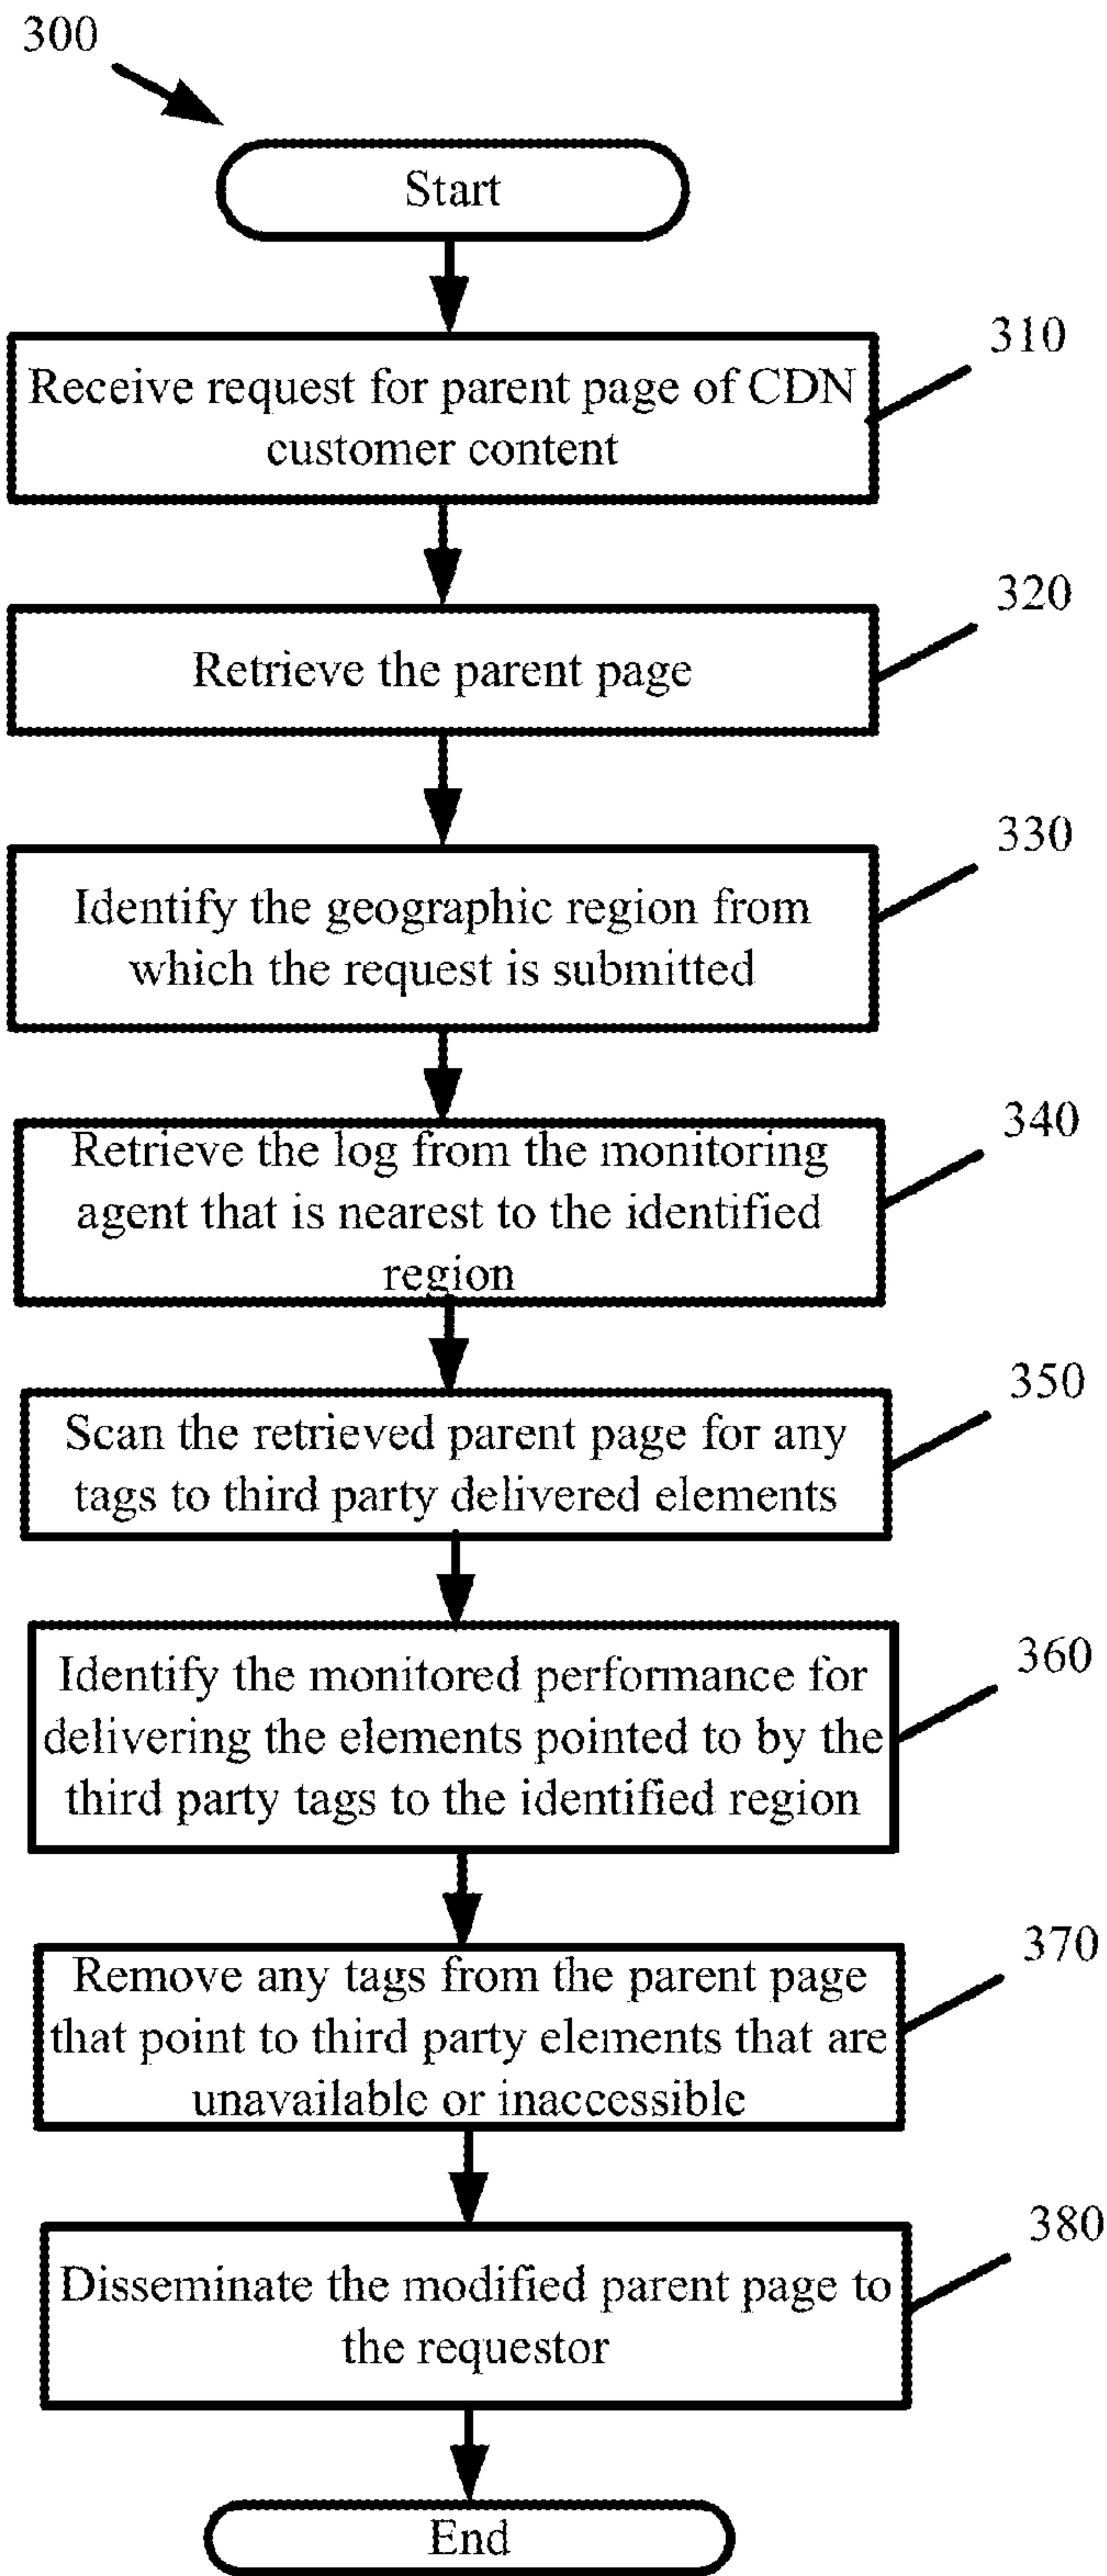 300
Start
310
Receive request for parent page of CDN
customer content
320
Retrieve the parent page
330
Identify the geographic region from
which the request is submitted
340
Retrieve the log from the monitoring
agent that is nearest to the identified
region
350
Scan the retrieved parent page for any
tags to third party delivered elements
360
Identify the monitored performance for
delivering the elements pointed to by the
third party tags to the identified region
370
Remove any tags from the parent page
that point to third party elements that are
unavailable or inaccessible
380
Disseminate the modified parent page to
the requestor
End